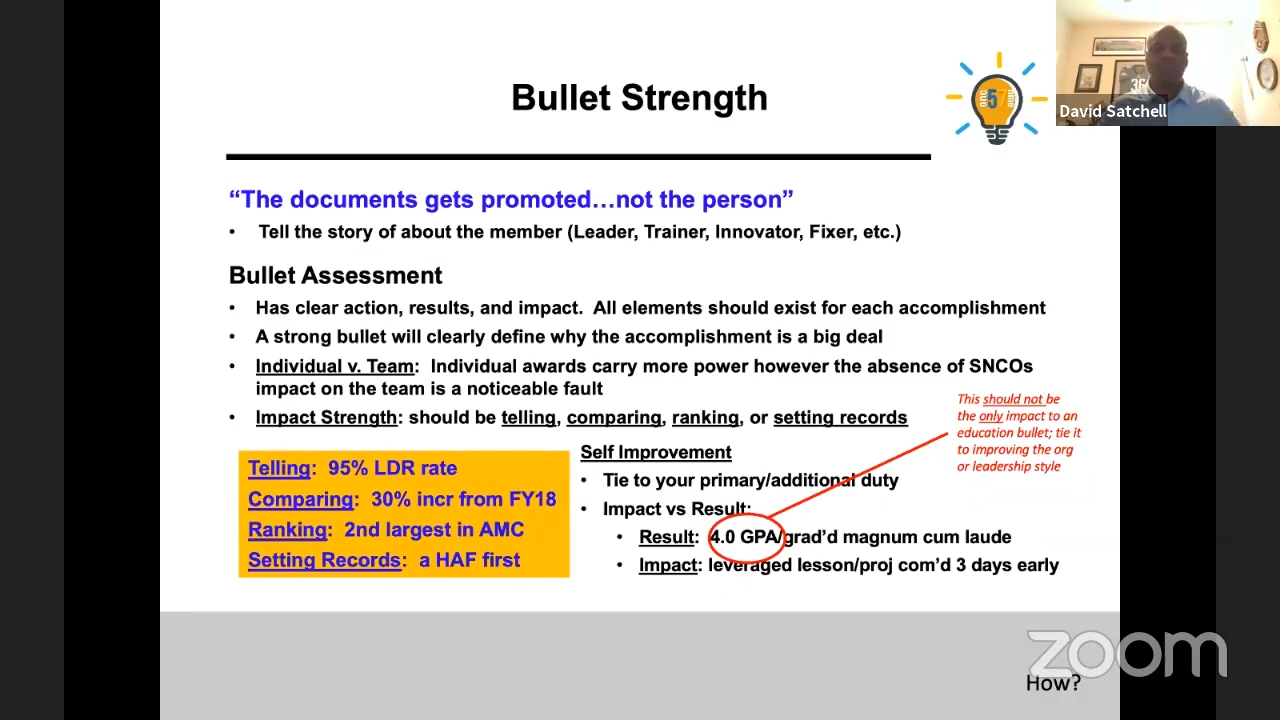 Bullet Strength
57
36
David Satchell
“The documents gets promoted…not the person”
• Tell the story of about the member (Leader, Trainer, Innovator, Fixer, etc.)
Bullet Assessment
• Has clear action, results, and impact. All elements should exist for each accomplishment
• A strong bullet will clearly define why the accomplishment is a big deal
• Individual v. Team: Individual awards carry more power however the absence of SNCOs
impact on the team is a noticeable fault
• Impact Strength: should be telling, comparing, ranking, or setting records
This should not be
the only impact to an
education bullet; tie it
to improving the org
or leadership style
Telling: 95% LDR rate
Comparing: 30% incr from FY18
Ranking: 2nd largest in AMC
Setting Records: a HAF first
Self Improvement
• Tie to your primary/additional duty
• Impact vs Result:
• Result: 4.0 GPA/grad’d magnum cum laude
• Impact: leveraged lesson/proj com’d 3 days early
zoom
How?